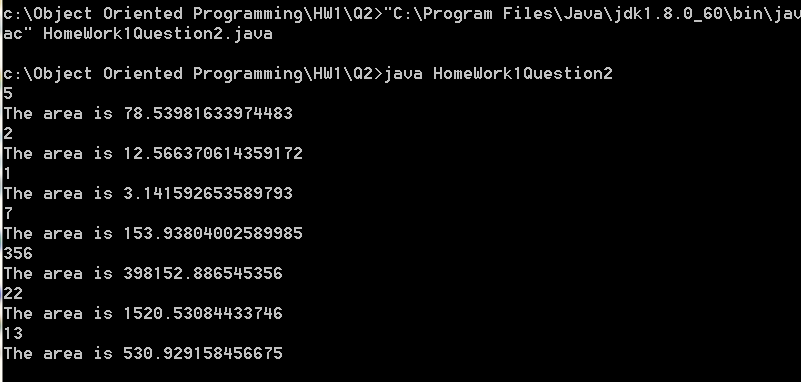 c:\Object Oriented Programming\HW1\Q2>"C:\Program Files\Java\jdk1.8.0_60\bin\jav
ac" HomeWork1Question2.java
c:\Object Oriented Programming\HW1\Q2>java HomeWork1Question2
5
The area is 78.53981633974483
2
The area is 12.566370614359172
1
The area is 3.141592653589793
7
The area is 153.93804002589985
356
The area is 398152.886545356
22
The area is 1520.53084433746
13
The area is 530.929158456675